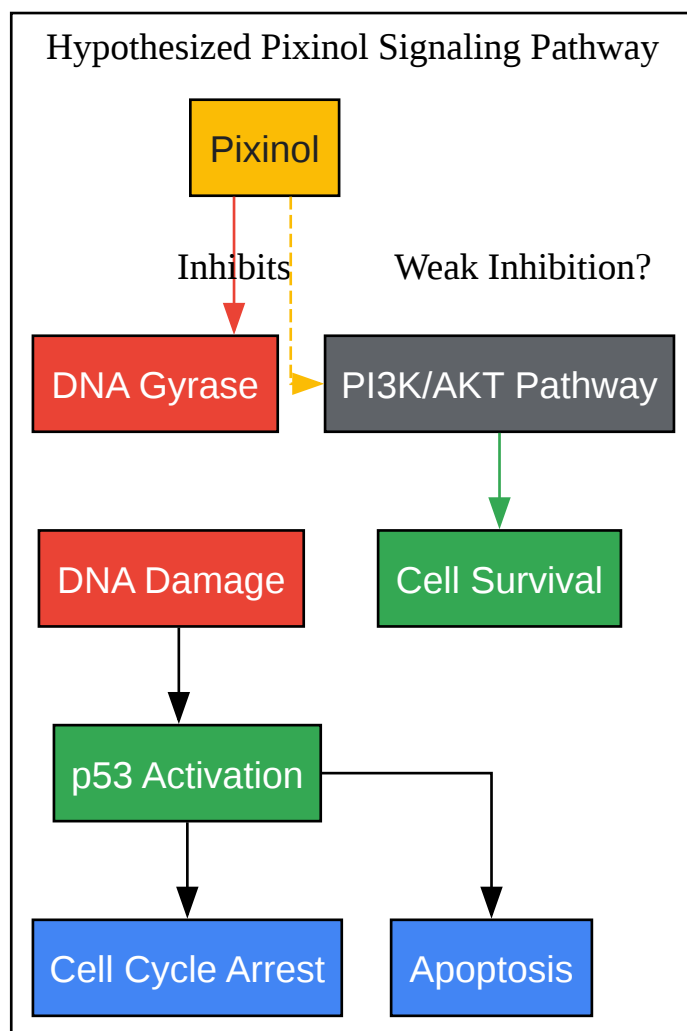 Hypothesized Pixinol Signaling Pathway
Pixinol
Inhibits
Weak Inhibition?
DNA Gyrase
PI3K/AKT Pathway
DNA Damage
Cell Survival
p53 Activation
Cell Cycle Arrest
Apoptosis